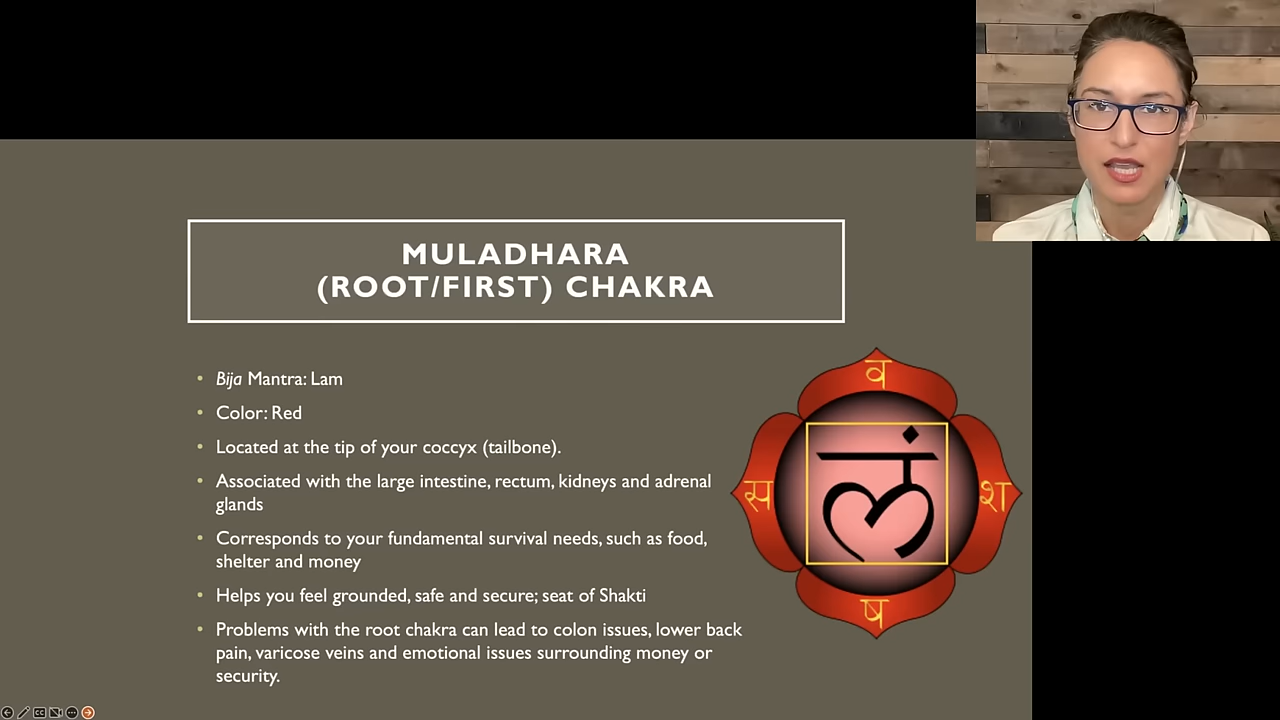 MULADHARA
(ROOT/FIRST) CHAKRA
• Bija Mantra: Lam
• Color: Red
• Located at the tip of your coccyx (tailbone).
• Associated with the large intestine, rectum, kidneys and adrenal
glands
• Corresponds to your fundamental survival needs, such as food,
shelter and money
• Helps you feel grounded, safe and secure; seat of Shakti
• Problems with the root chakra can lead to colon issues, lower back
pain, varicose veins and emotional issues surrounding money or
security.
व
स लं श
ष
CC